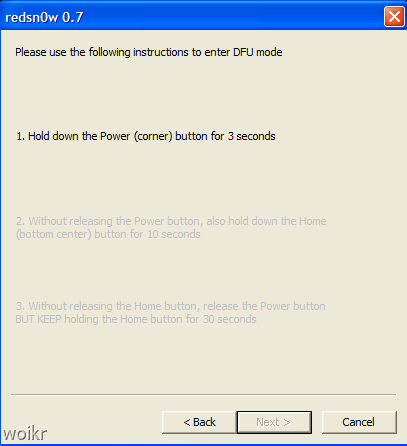 redsn0w 0.7
Please use the following instructions to enter DFU mode
1. Hold down the Power (corner) button for 3 seconds
2. Without releasing the Power button, also hold down the Home
(bottom center) button for 10 seconds
3. Without releasing the Home button, release the Power button
BUT KEEP holding the Home button for 30 seconds
< Back
Next >
Cancel
woikr